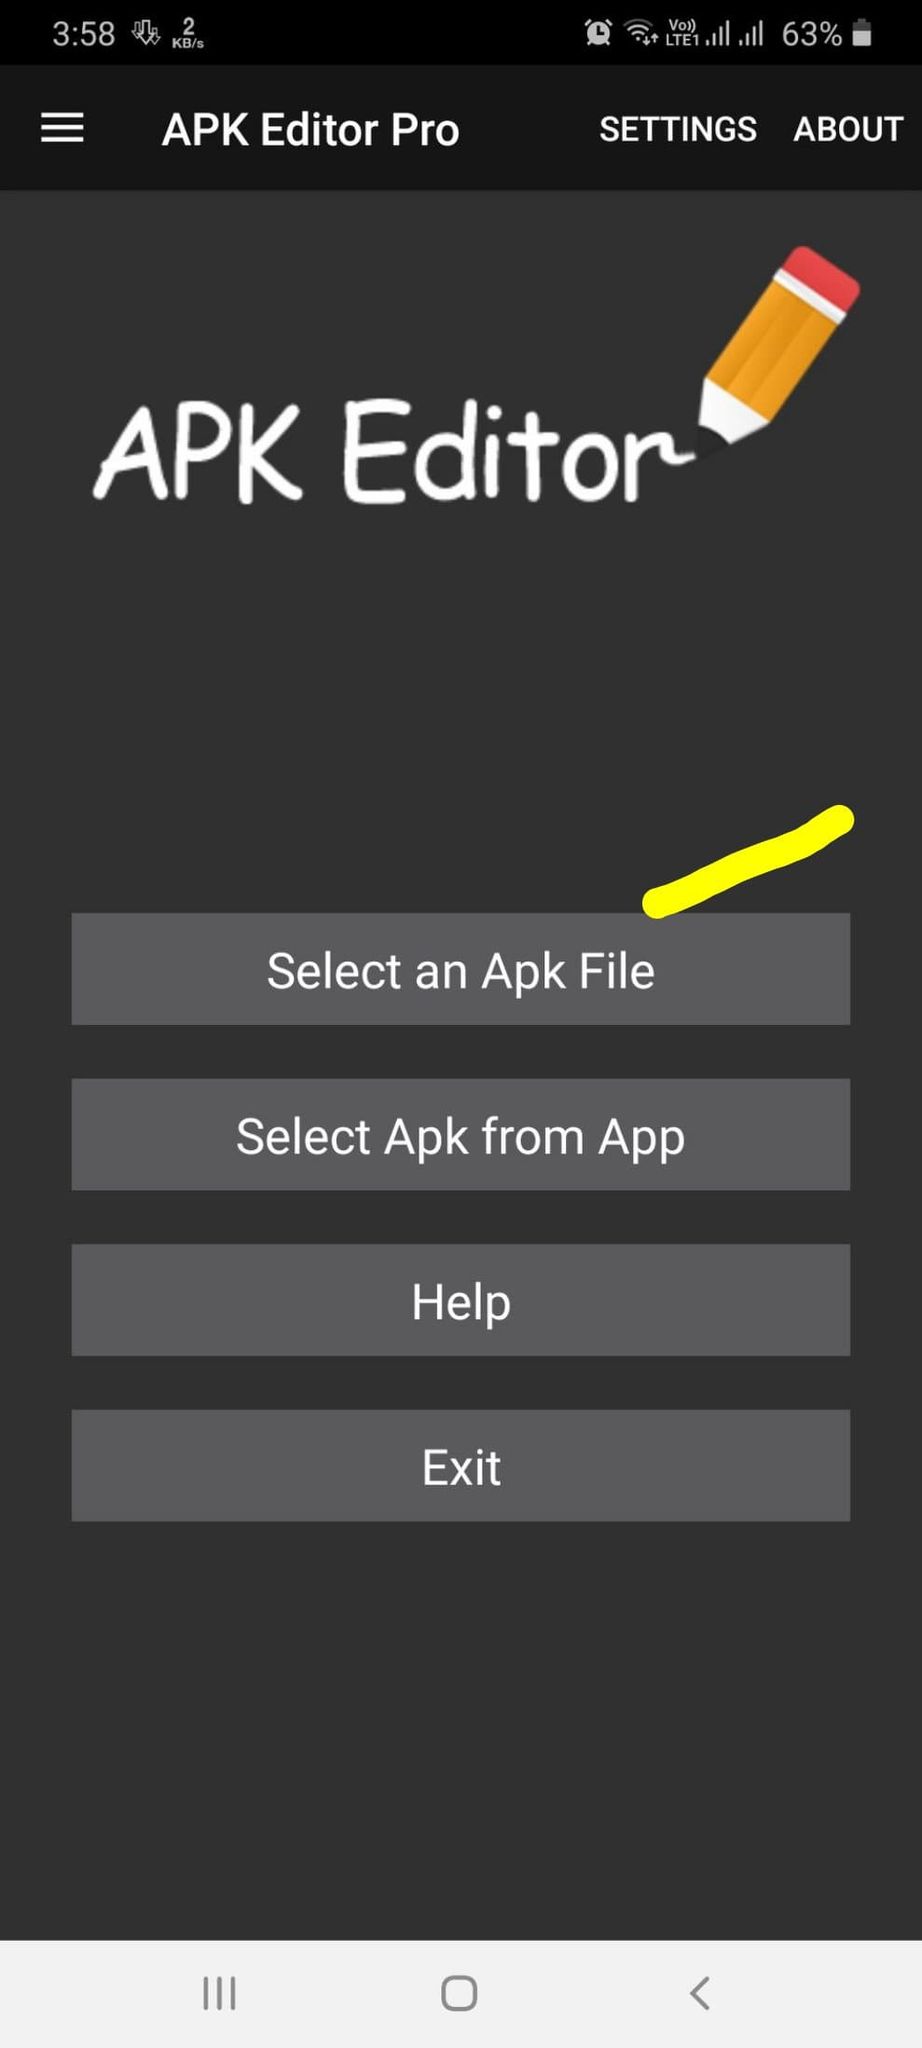 3:58 2 KB/s Vo)) LTE1 63%
APK Editor Pro SETTINGS ABOUT
APK Editor
Select an Apk File
Select Apk from App
Help
Exit